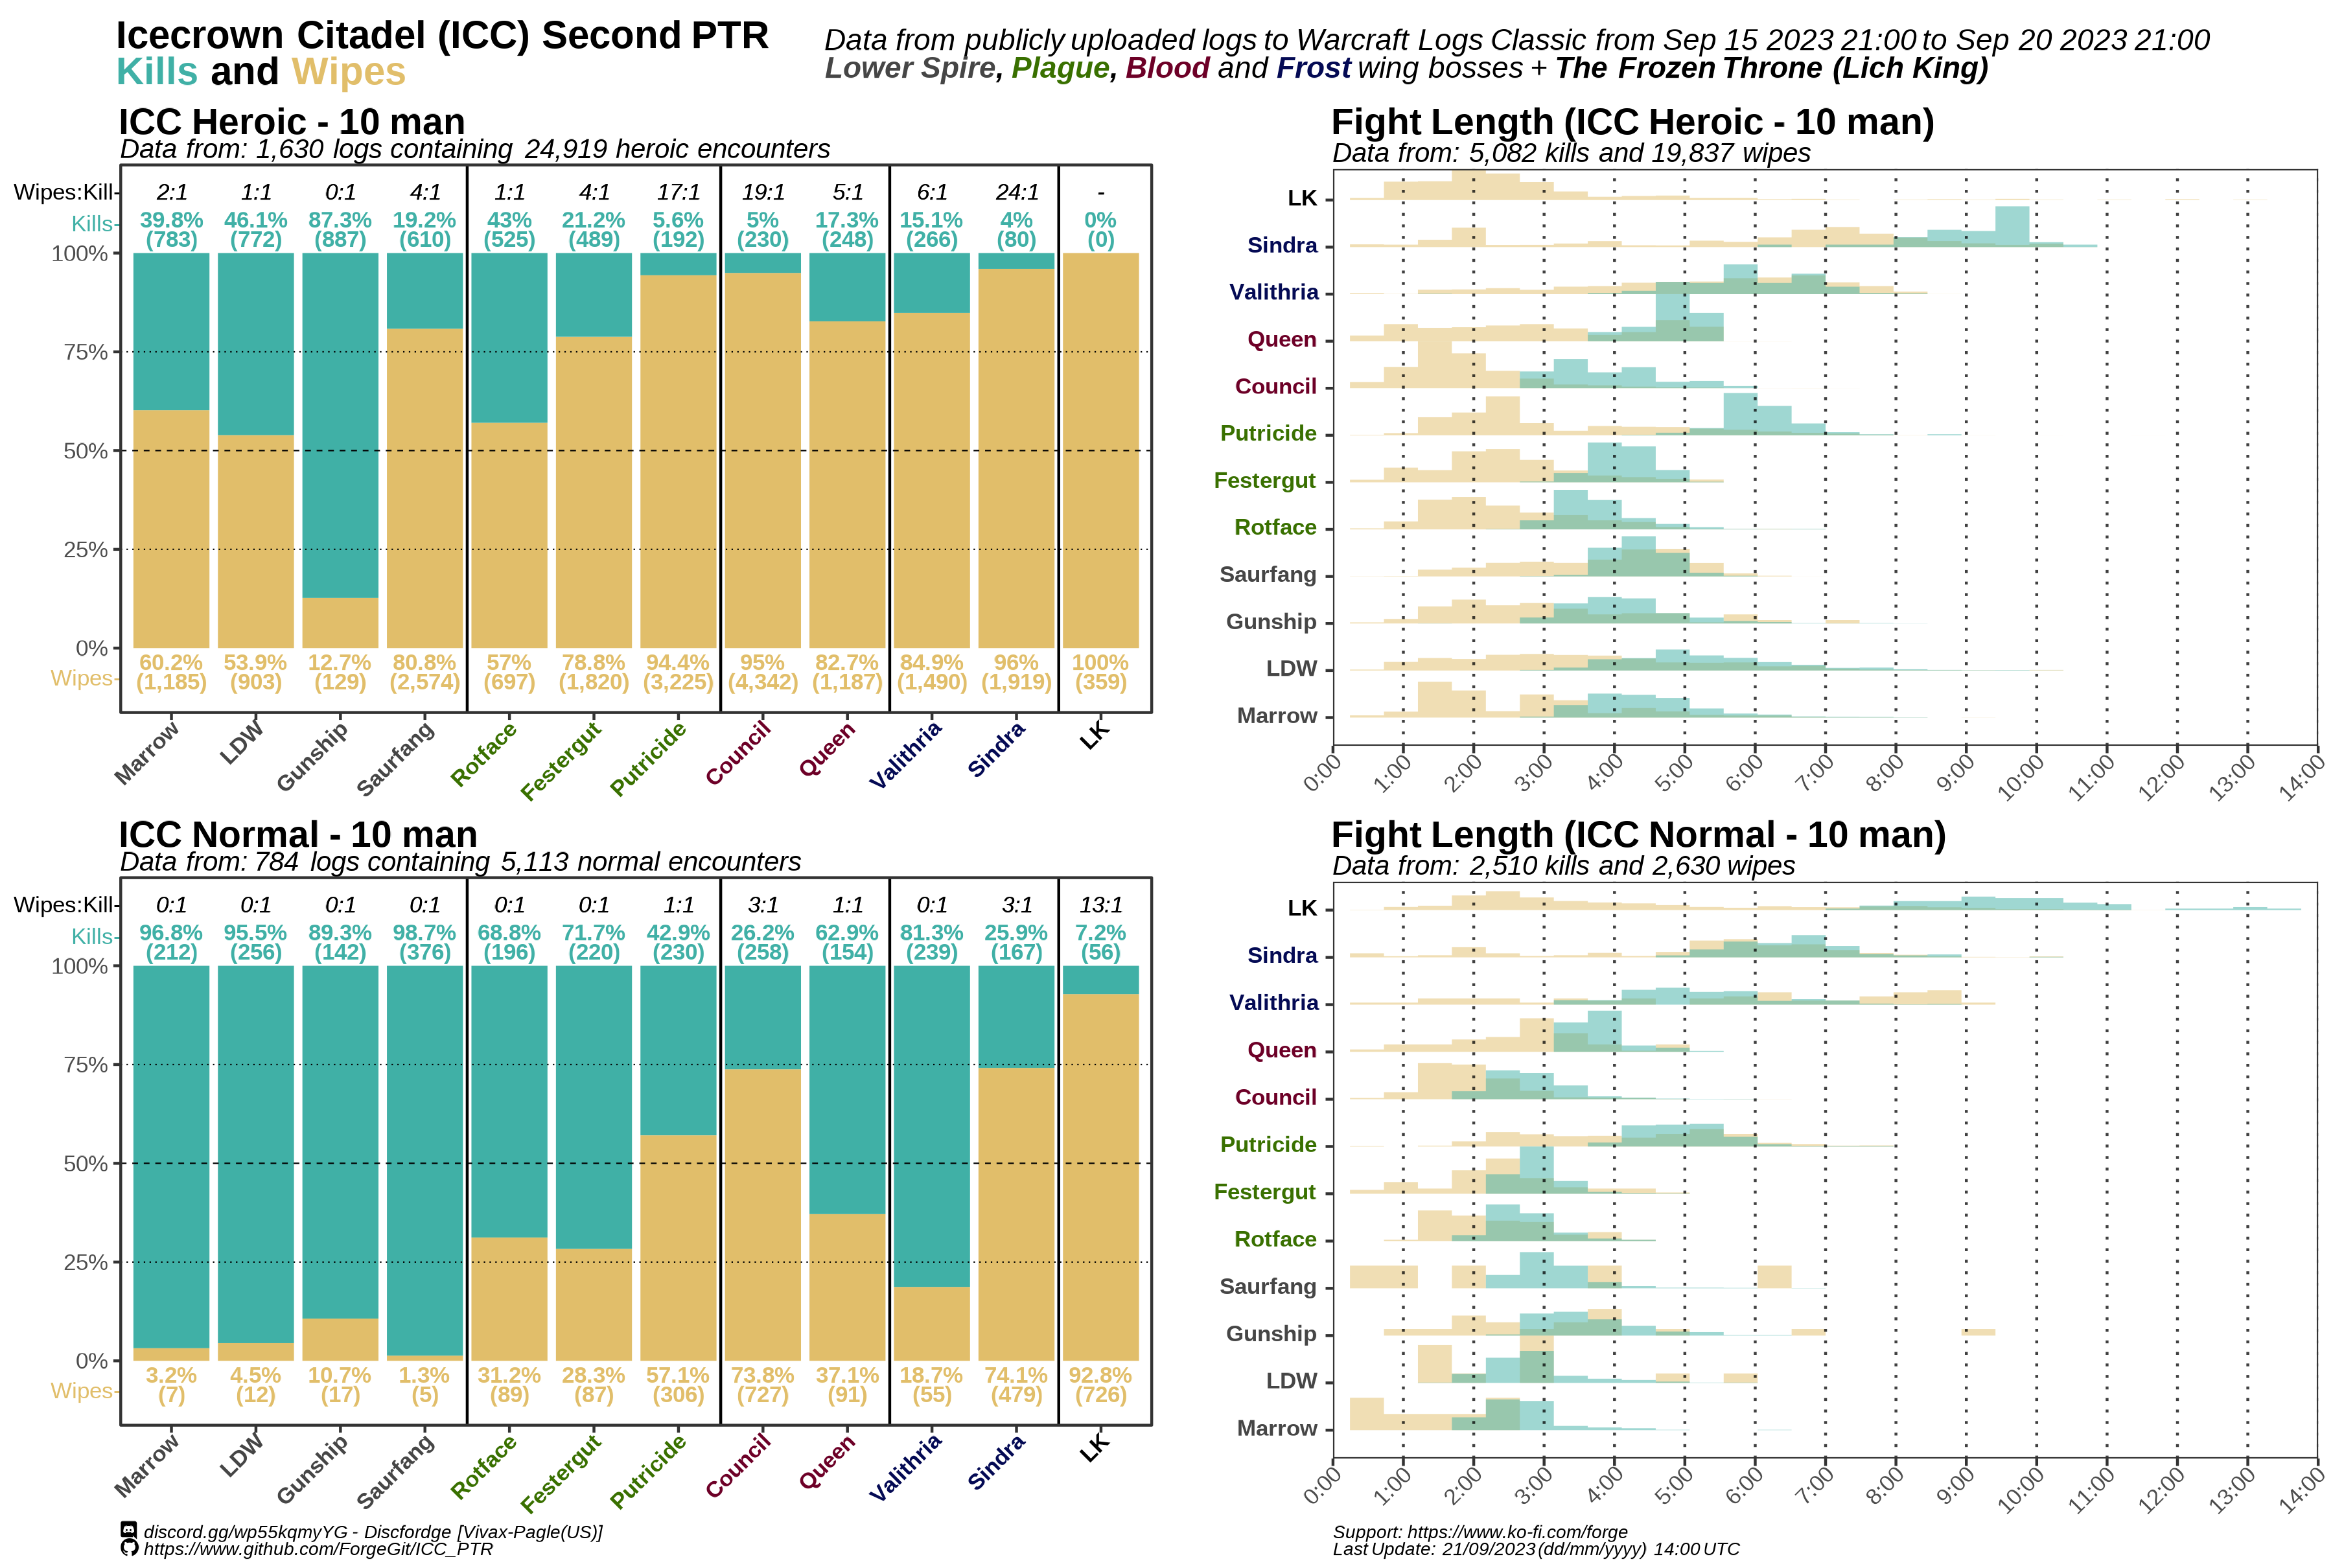 Icecrown Citadel (ICC) Second PTR
Kills and Wipes
Data from publicly uploaded logs to Warcraft Logs Classic from Sep 15 2023 21:00 to Sep 20 2023 21:00
Lower Spire, Plague, Blood and Frost wing bosses + The Frozen Throne (Lich King)
ICC Heroic - 10 man
Data from: 1,630 logs containing 24,919 heroic encounters
Wipes:Kill 2:1 1:1 0:1 4:1 1:1 4:1 17:1 19:1 5:1 6:1 24:1 -
Kills 39.8% 46.1% 87.3% 19.2% 43% 21.2% 5.6% 5% 17.3% 15.1% 4% 0%
(783) (772) (887) (610) (525) (489) (192) (230) (248) (266) (80) (0)
100%
75%
50%
25%
0%
Wipes 60.2% 53.9% 12.7% 80.8% 57% 78.8% 94.4% 95% 82.7% 84.9% 96% 100%
(1,185) (903) (129) (2,574) (697) (1,820) (3,225) (4,342) (1,187) (1,490) (1,919) (359)
Marrow LDW Gunship Saurfang Rotface Festergut Putricide Council Queen Valithria Sindra LK
Fight Length (ICC Heroic - 10 man)
Data from: 5,082 kills and 19,837 wipes
LK
Sindra
Valithria
Queen
Council
Putricide
Festergut
Rotface
Saurfang
Gunship
LDW
Marrow
0:00 1:00 2:00 3:00 4:00 5:00 6:00 7:00 8:00 9:00 10:00 11:00 12:00 13:00 14:00
ICC Normal - 10 man
Data from: 784 logs containing 5,113 normal encounters
Wipes:Kill 0:1 0:1 0:1 0:1 0:1 0:1 1:1 3:1 1:1 0:1 3:1 13:1
Kills 96.8% 95.5% 89.3% 98.7% 68.8% 71.7% 42.9% 26.2% 62.9% 81.3% 25.9% 7.2%
(212) (256) (142) (376) (196) (220) (230) (258) (154) (239) (167) (56)
100%
75%
50%
25%
0%
Wipes 3.2% 4.5% 10.7% 1.3% 31.2% 28.3% 57.1% 73.8% 37.1% 18.7% 74.1% 92.8%
(7) (12) (17) (5) (89) (87) (306) (727) (91) (55) (479) (726)
Marrow LDW Gunship Saurfang Rotface Festergut Putricide Council Queen Valithria Sindra LK
Fight Length (ICC Normal - 10 man)
Data from: 2,510 kills and 2,630 wipes
LK
Sindra
Valithria
Queen
Council
Putricide
Festergut
Rotface
Saurfang
Gunship
LDW
Marrow
0:00 1:00 2:00 3:00 4:00 5:00 6:00 7:00 8:00 9:00 10:00 11:00 12:00 13:00 14:00
discord.gg/wp55kqmyYG - Discfordge [Vivax-Pagle(US)]
https://www.github.com/ForgeGit/ICC_PTR
Support: https://www.ko-fi.com/forge
Last Update: 21/09/2023 (dd/mm/yyyy) 14:00 UTC